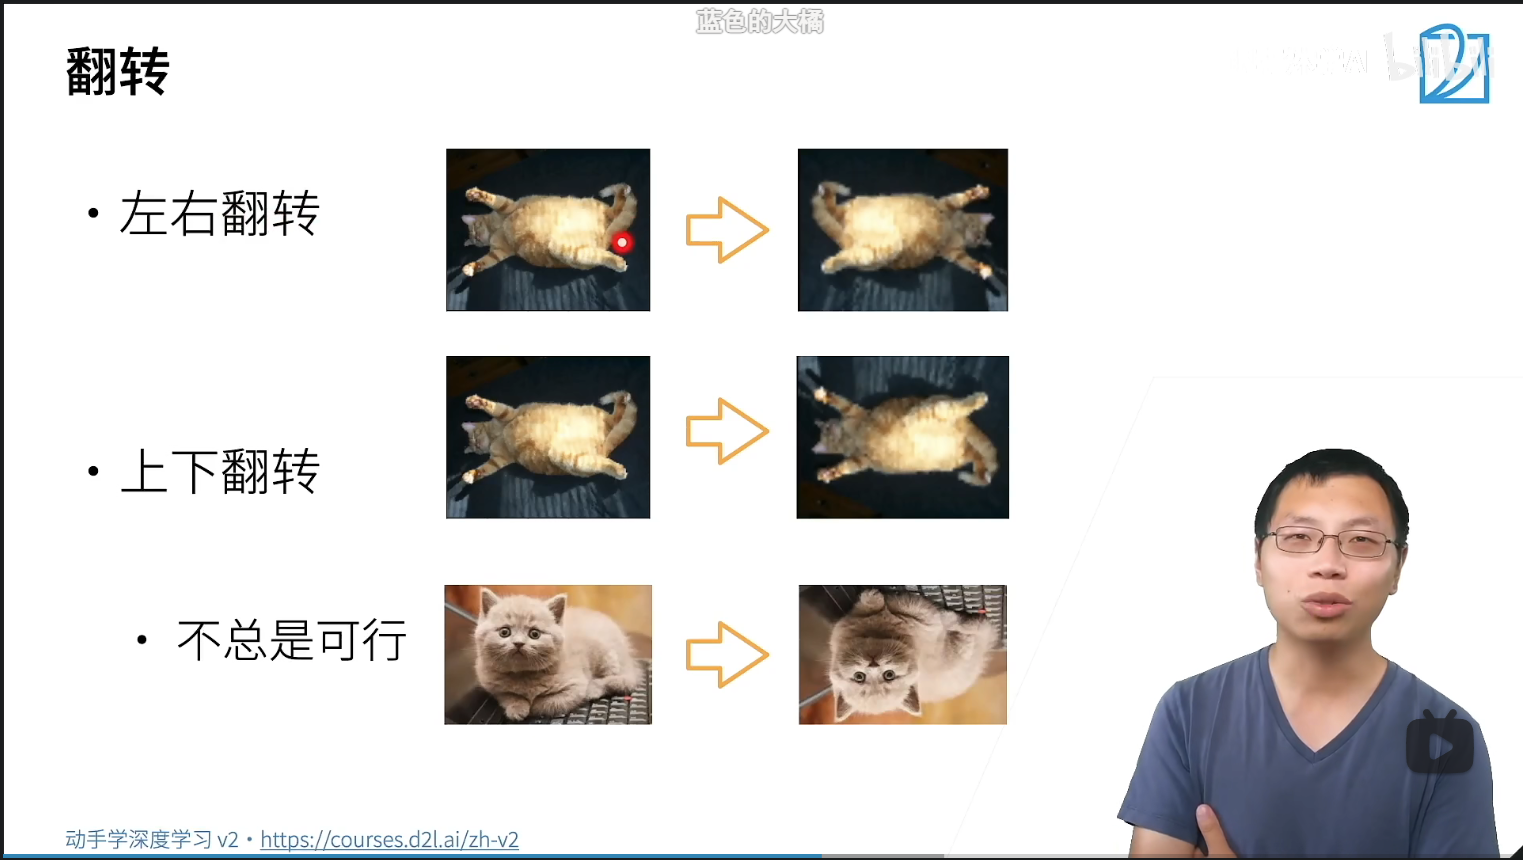 蓝色的大橘
翻转
bilibili
• 左右翻转
• 上下翻转
• 不总是可行
动手学深度学习 v2 • https://courses.d2l.ai/zh-v2